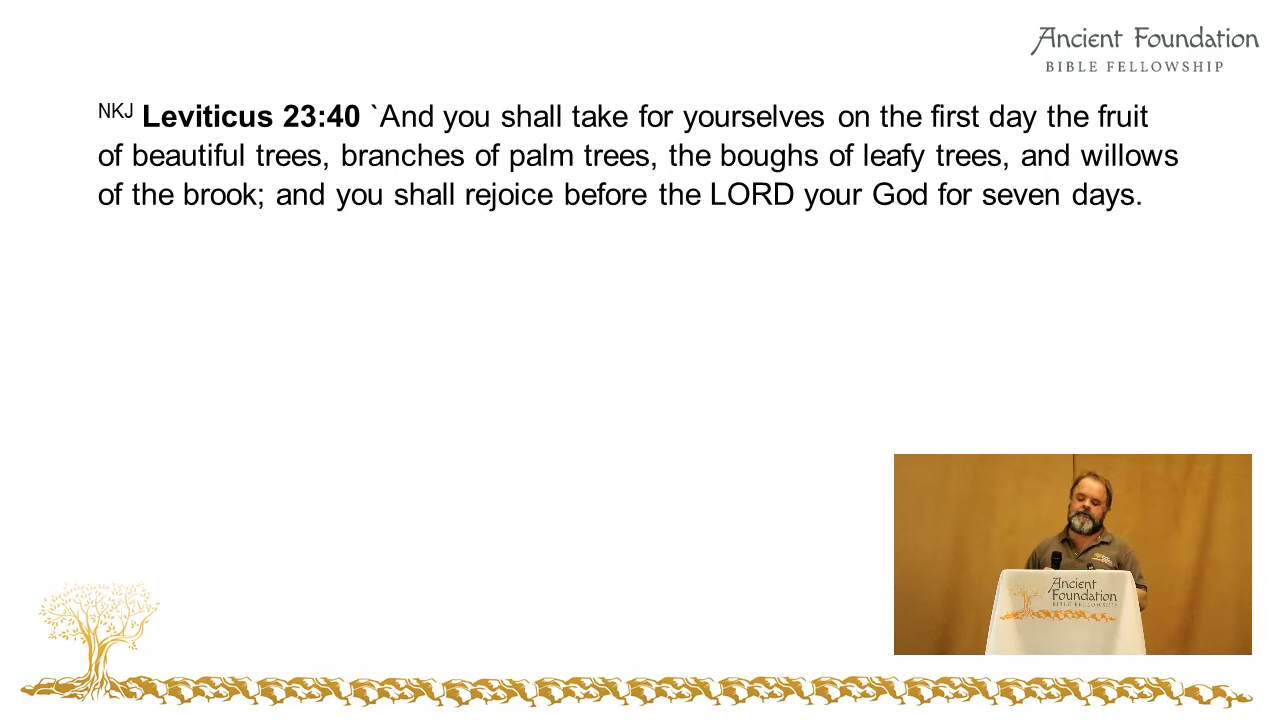 Ancient Foundation
BIBLE FELLOWSHIP
NKJ Leviticus 23:40 `And you shall take for yourselves on the first day the fruit
of beautiful trees, branches of palm trees, the boughs of leafy trees, and willows
of the brook; and you shall rejoice before the LORD your God for seven days.
Ancient
Foundation
BIBLE FELLOWSHIP